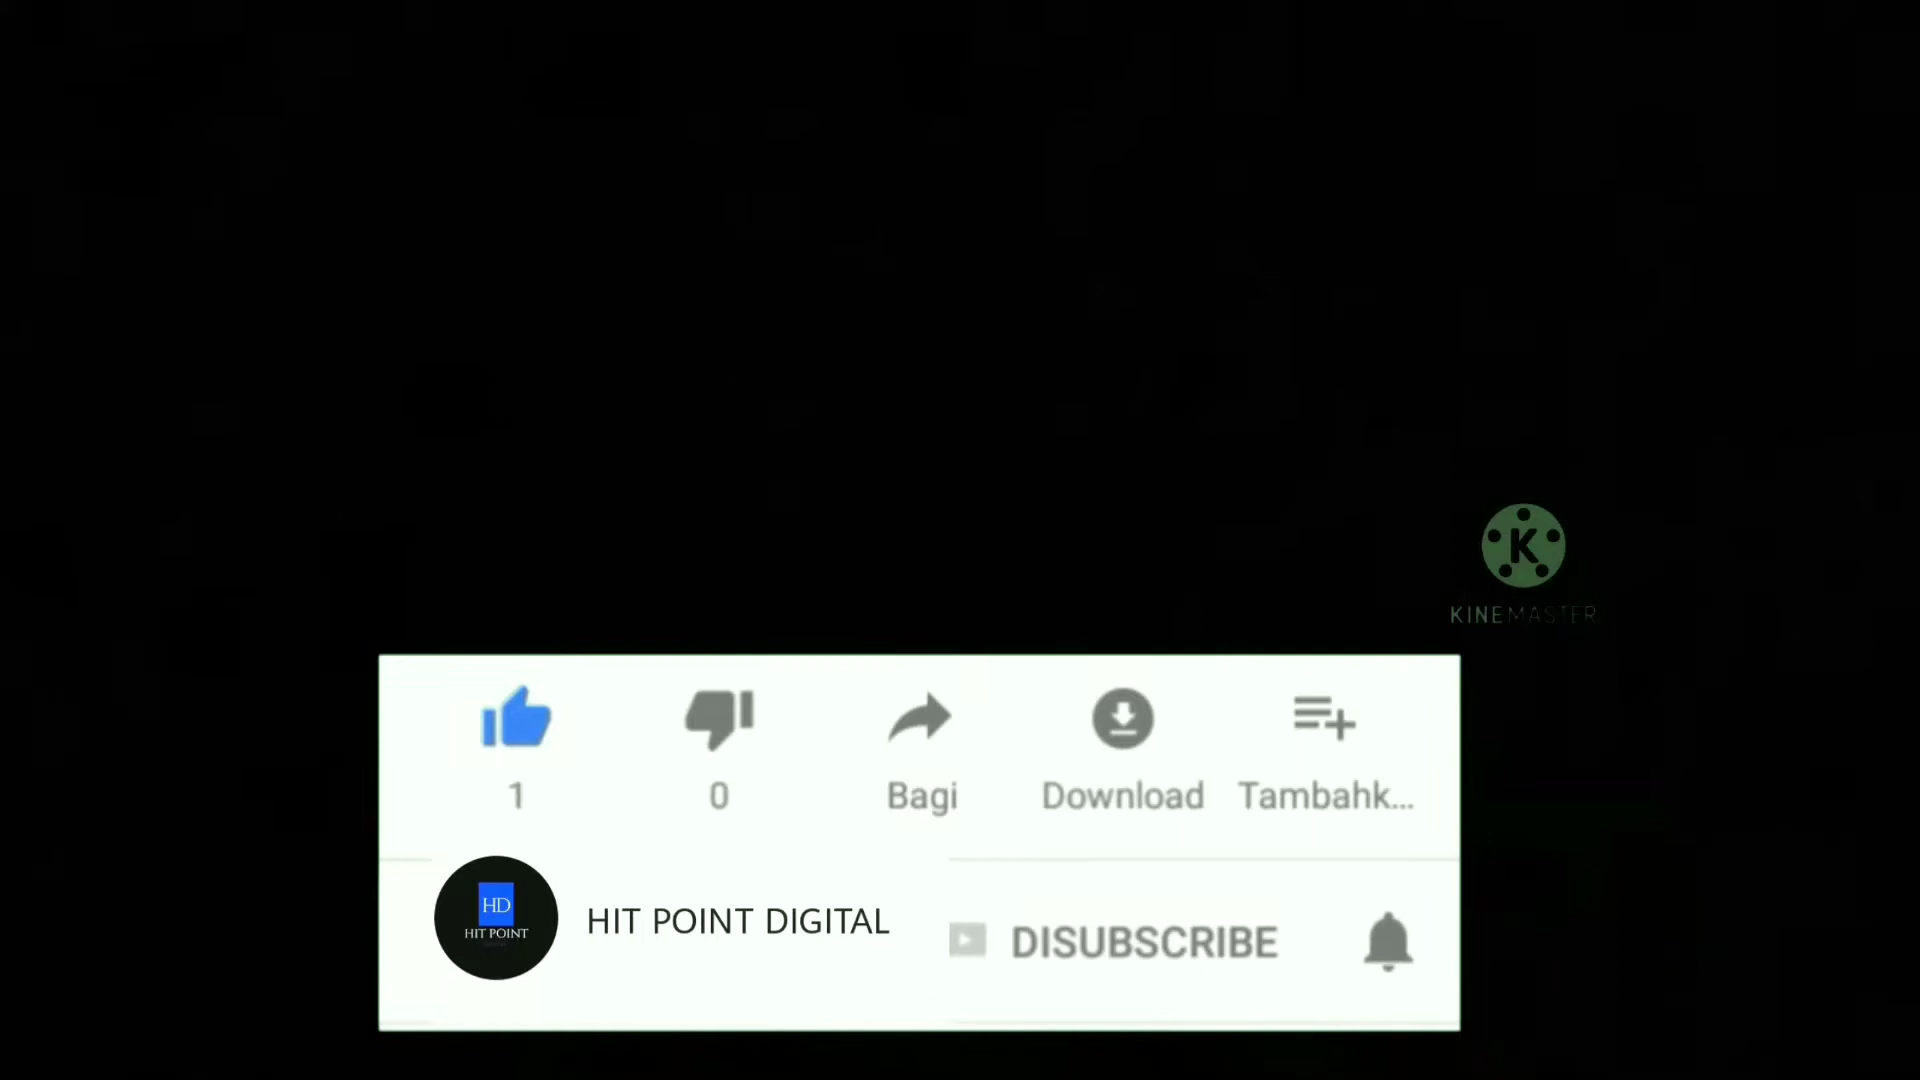 KINEMASTER
1 0 Bagi Download Tambahk...
HD
HIT POINT
HIT POINT DIGITAL
DISUBSCRIBE